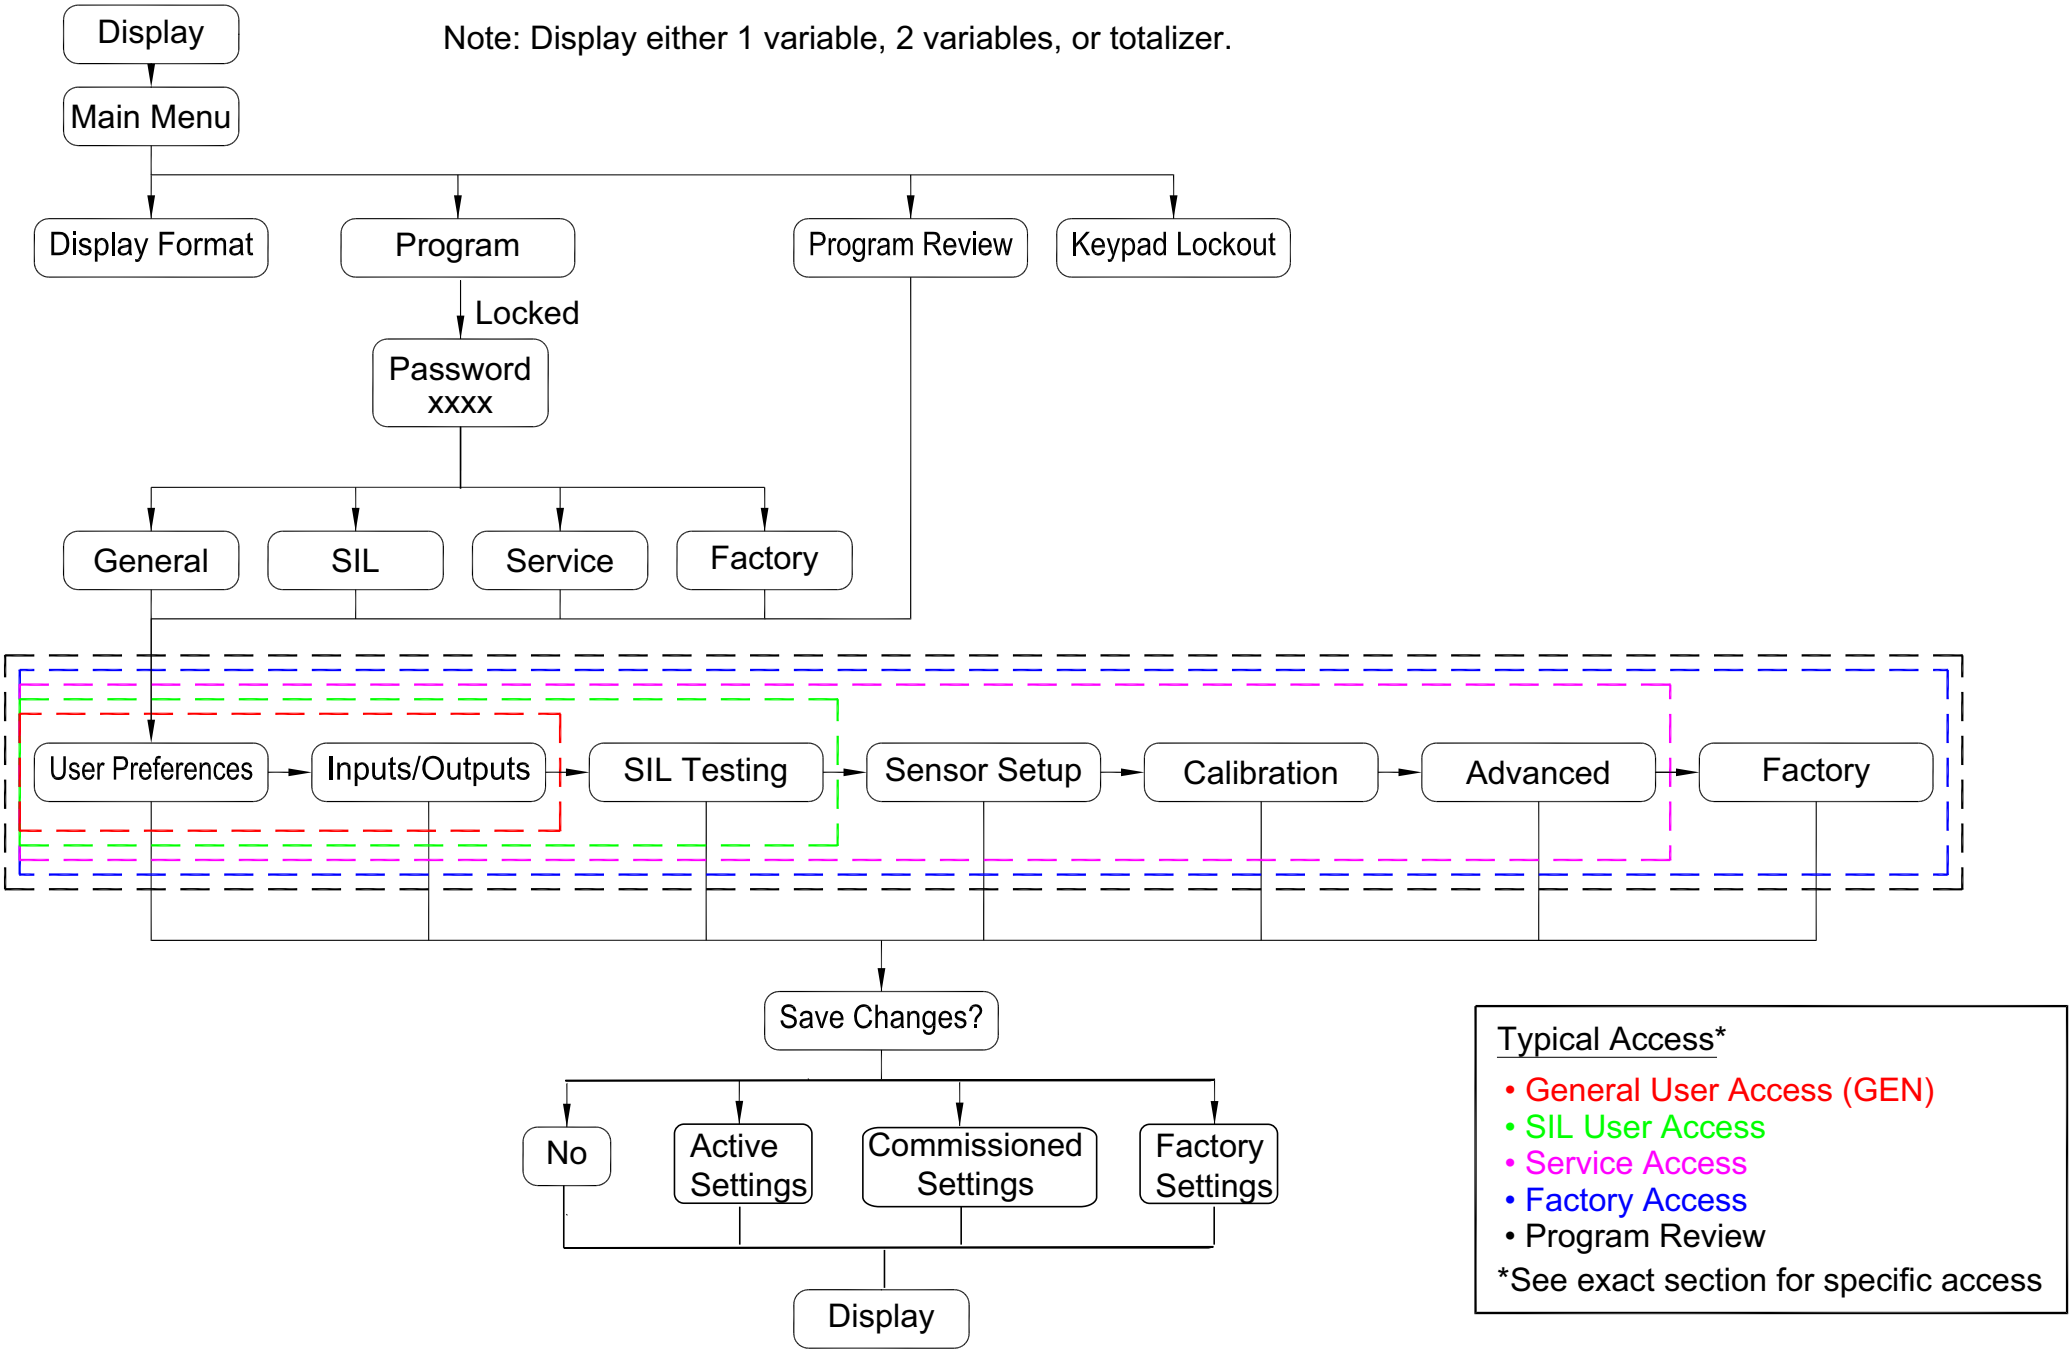 Display
Note: Display either 1 variable, 2 variables, or totalizer.
Main Menu
Display Format
Program
Program Review
Keypad Lockout
Locked
Password
xxxx
General
SIL
Service
Factory
User Preferences
Inputs/Outputs
SIL Testing
Sensor Setup
Calibration
Advanced
Factory
Save Changes?
No
Active
Settings
Commissioned
Settings
Factory
Settings
Display
Typical Access*
• General User Access (GEN)
• SIL User Access
• Service Access
• Factory Access
• Program Review
*See exact section for specific access